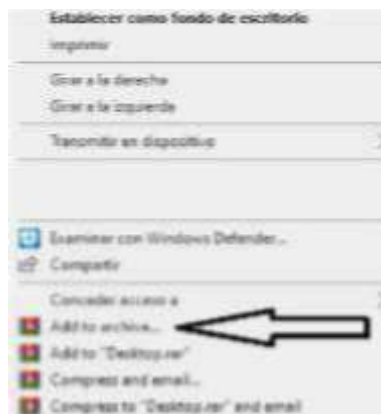 Establecer como fondo de escritorio
Imprimir
Girar a la derecha
Girar a la izquierda
Transmitir en dispositivo
Examinar con Windows Defender...
Compartir
Conceder acceso a
Add to archive...
Add to "Desktop.rar"
Compress and email...
Compress to "Desktop.rar" and email